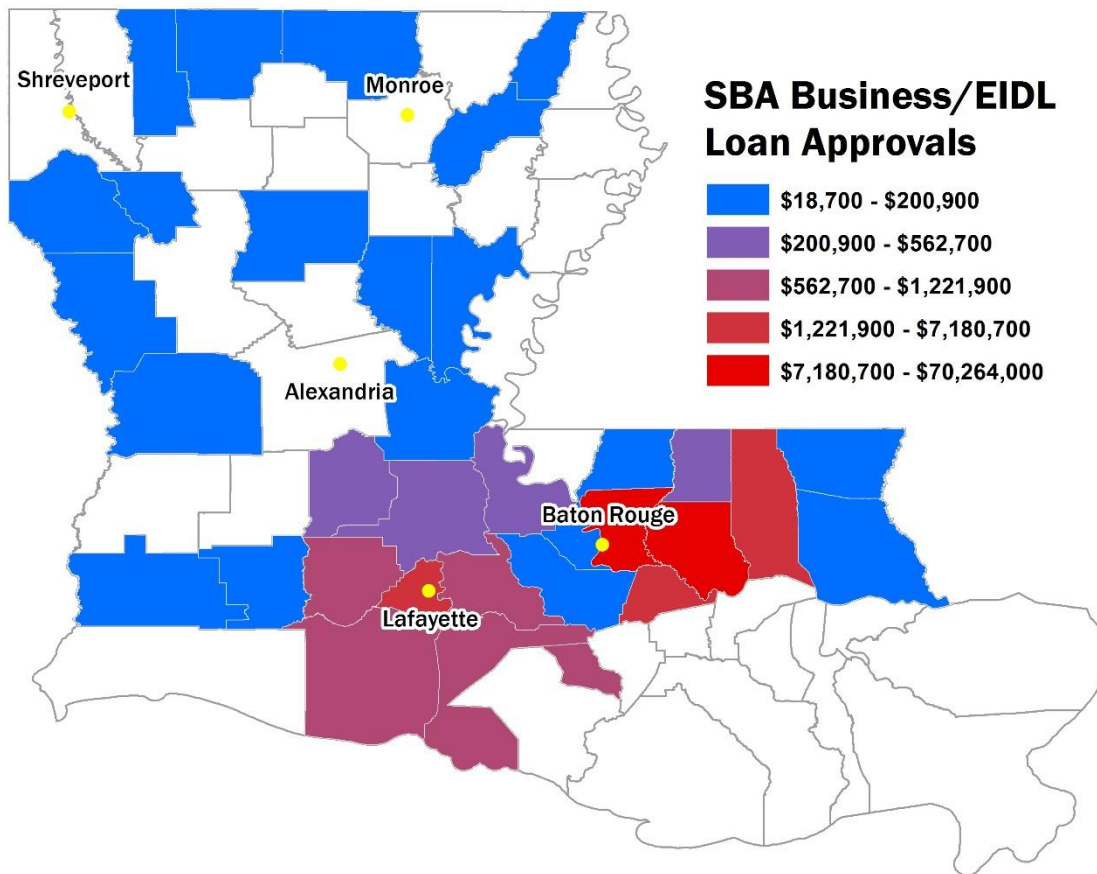 Shreveport
Monroe
SBA Business/EIDL
Loan Approvals
$18,700 - $200,900
$200,900 - $562,700
$562,700 - $1,221,900
$1,221,900 - $7,180,700
$7,180,700 - $70,264,000
Alexandria
Baton Rouge
Lafayette